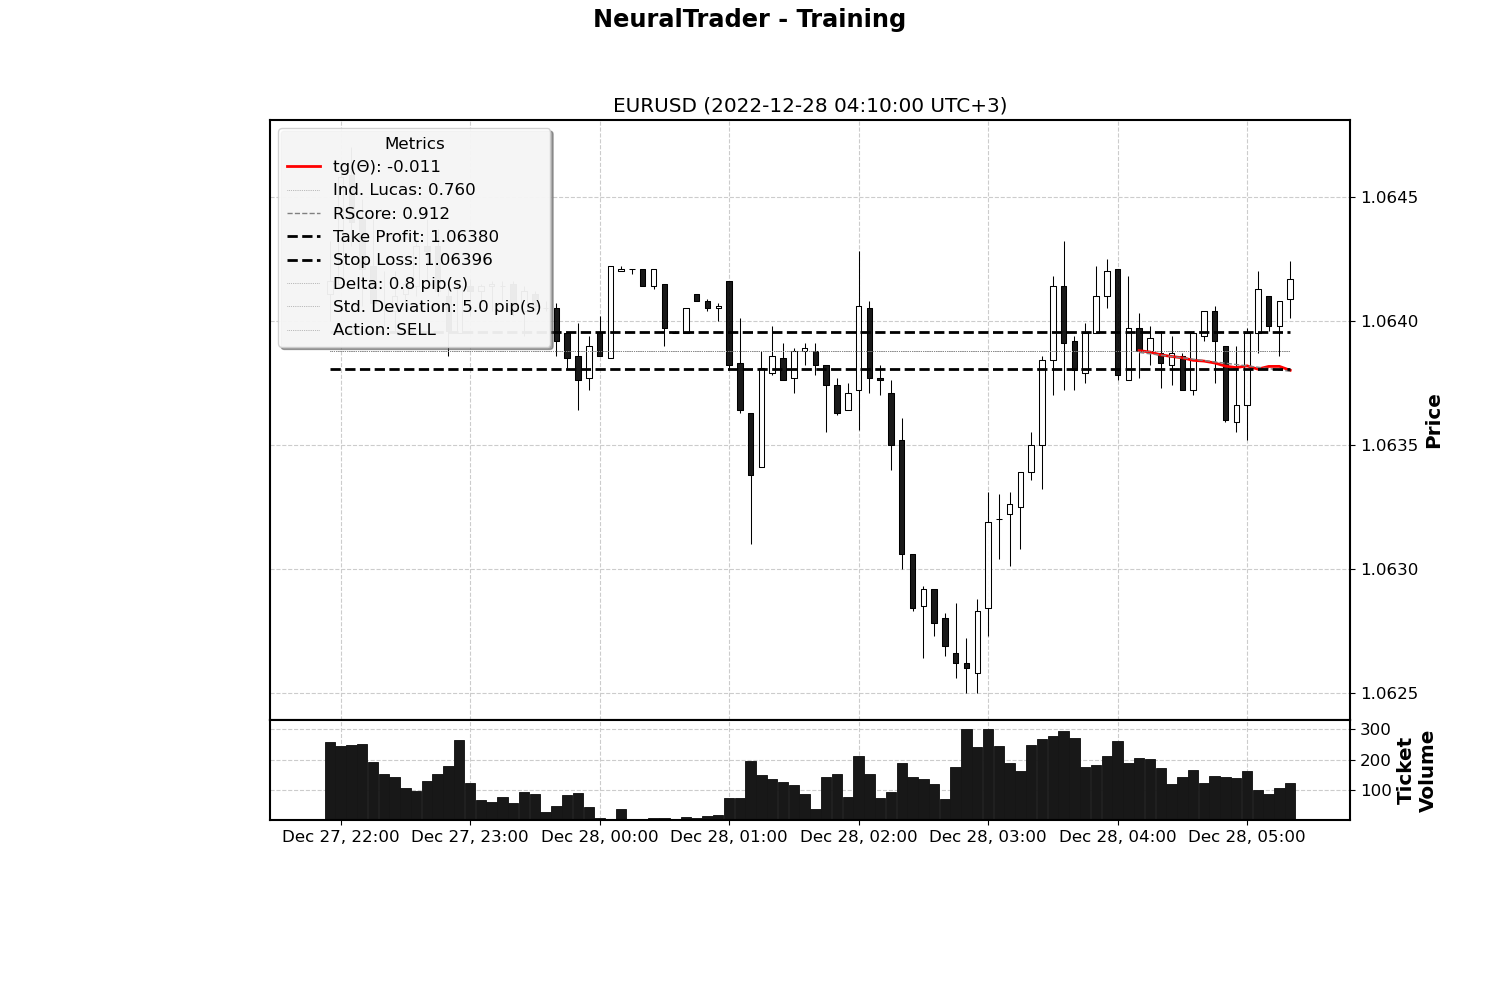 NeuralTrader - Training
EURUSD (2022-12-28 04:10:00 UTC+3)
Metrics
tg(Θ): -0.011
Ind. Lucas: 0.760
RScore: 0.912
Take Profit: 1.06380
Stop Loss: 1.06396
Delta: 0.8 pip(s)
Std. Deviation: 5.0 pip(s)
Action: SELL
1.0645
1.0640
1.0635
1.0630
1.0625
Price
300
200
100
Ticket
Volume
Dec 27, 22:00 Dec 27, 23:00 Dec 28, 00:00 Dec 28, 01:00 Dec 28, 02:00 Dec 28, 03:00 Dec 28, 04:00 Dec 28, 05:00